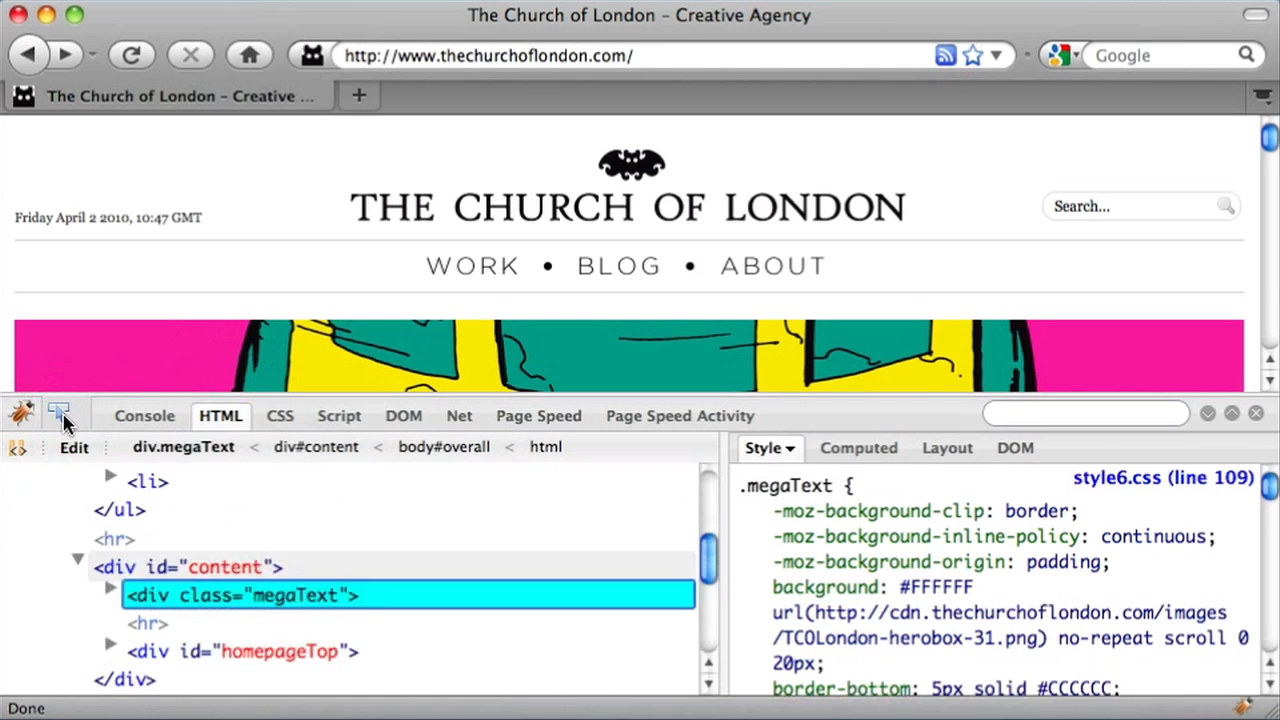 The Church of London – Creative Agency
http://www.thechurchoflondon.com/
Google
The Church of London – Creative ...
Friday April 2 2010, 10:47 GMT
THE CHURCH OF LONDON
Search...
WORK • BLOG • ABOUT
Console HTML CSS Script DOM Net Page Speed Page Speed Activity
Edit div.megaText < div#content < body#overall < html
Style Computed Layout DOM
<li>
</ul>
<hr>
<div id="content">
<div class="megaText">
<hr>
<div id="homepageTop">
</div>
style6.css (line 109)
.megaText {
-moz-background-clip: border;
-moz-background-inline-policy: continuous;
-moz-background-origin: padding;
background: #FFFFFF
url(http://cdn.thechurchoflondon.com/images
/TCOLondon-herobox-31.png) no-repeat scroll 0
20px;
border-bottom: 5px solid #CCCCCC;
Done